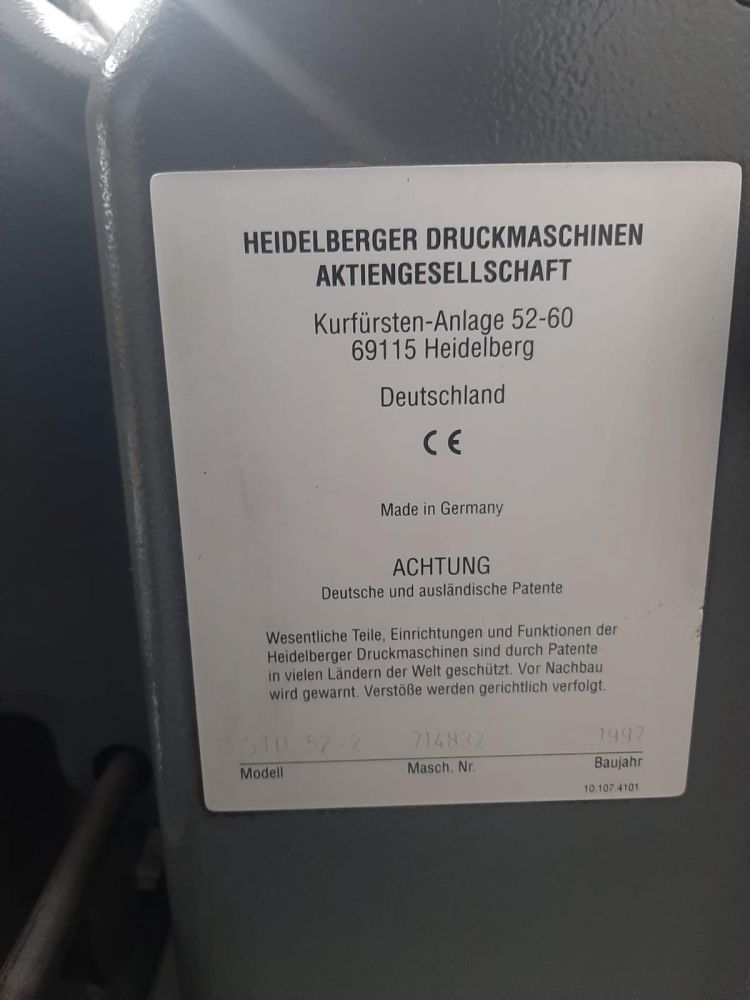 HEIDELBERGER DRUCKMASCHINEN
AKTIENGESELLSCHAFT
Kurfürsten-Anlage 52-60
69115 Heidelberg
Deutschland
CE
Made in Germany
ACHTUNG
Deutsche und ausländische Patente
Wesentliche Teile, Einrichtungen und Funktionen der
Heidelberger Druckmaschinen sind durch Patente
in vielen Ländern der Welt geschützt. Vor Nachbau
wird gewarnt. Verstöße werden gerichtlich verfolgt.
52-2 714832 1997
Modell Masch. Nr. Baujahr
10.107.4101